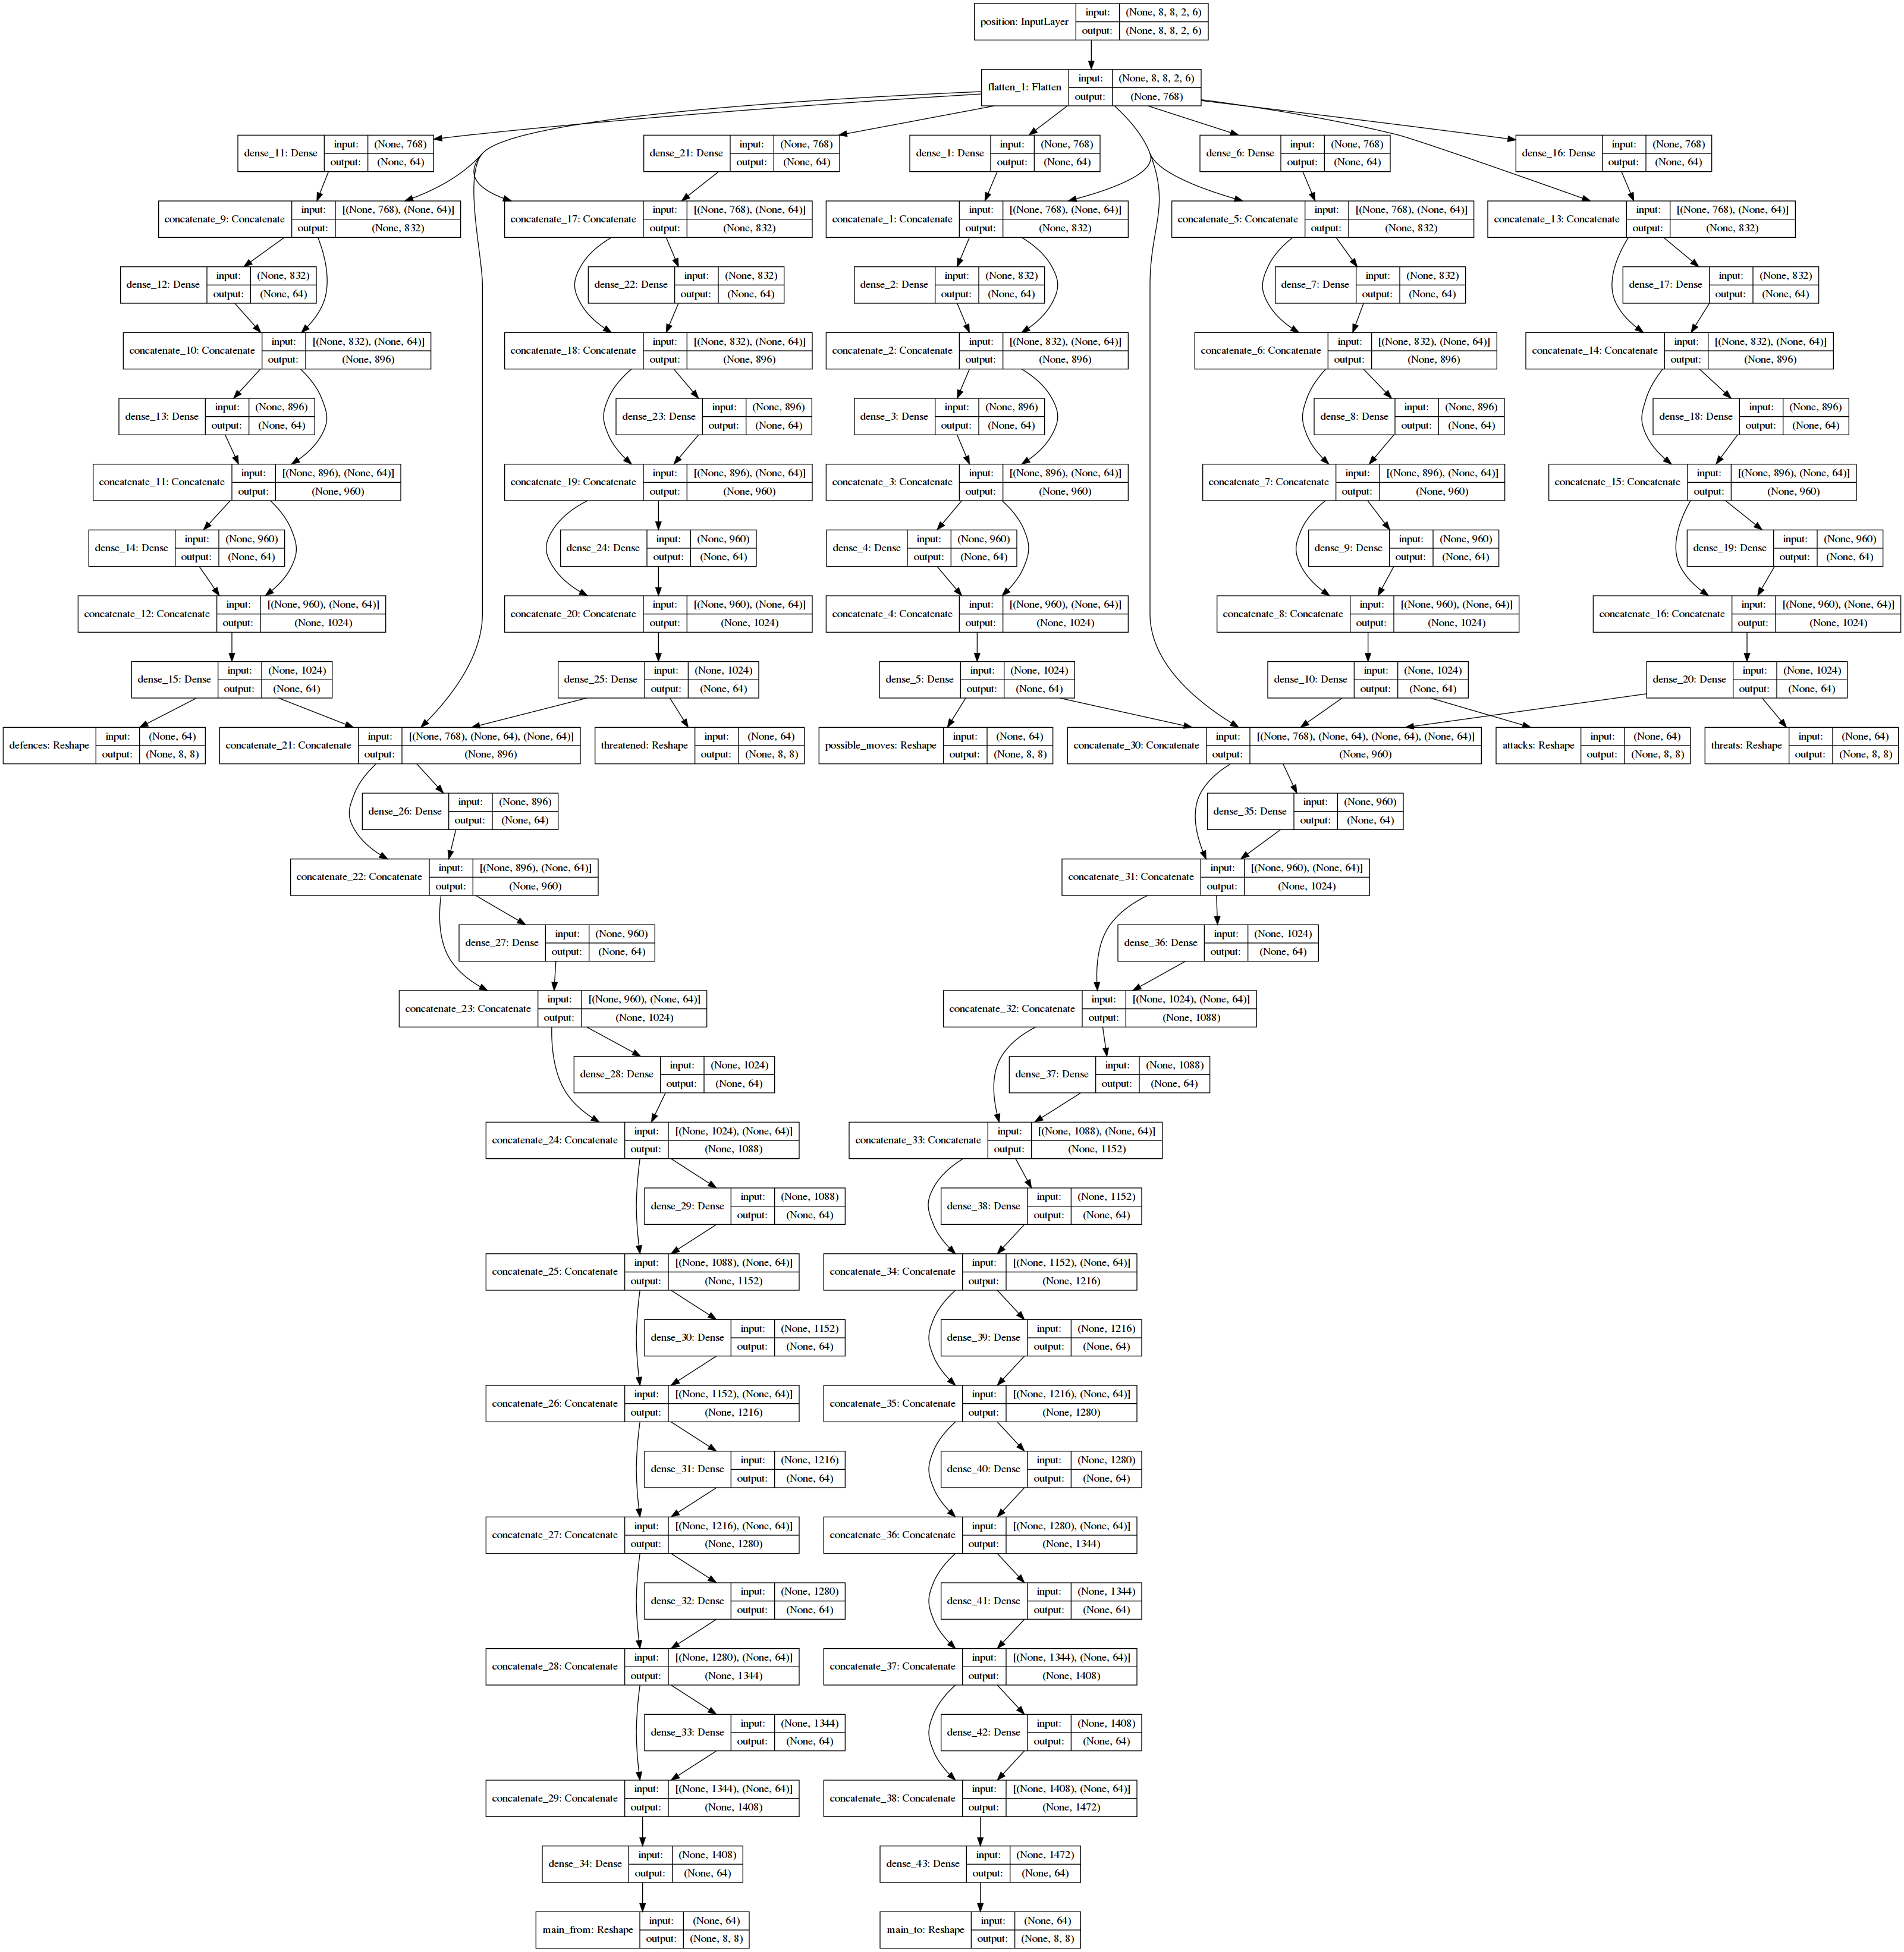 position: InputLayer
input: (None, 8, 8, 2, 6)
output: (None, 8, 8, 2, 6)
flatten_1: Flatten
input: (None, 8, 8, 2, 6)
output: (None, 768)
dense_11: Dense
input: (None, 768)
output: (None, 64)
dense_21: Dense
input: (None, 768)
output: (None, 64)
dense_1: Dense
input: (None, 768)
output: (None, 64)
dense_6: Dense
input: (None, 768)
output: (None, 64)
dense_16: Dense
input: (None, 768)
output: (None, 64)
concatenate_9: Concatenate
input: [(None, 768), (None, 64)]
output: (None, 832)
concatenate_17: Concatenate
input: [(None, 768), (None, 64)]
output: (None, 832)
concatenate_1: Concatenate
input: [(None, 768), (None, 64)]
output: (None, 832)
concatenate_5: Concatenate
input: [(None, 768), (None, 64)]
output: (None, 832)
concatenate_13: Concatenate
input: [(None, 768), (None, 64)]
output: (None, 832)
dense_12: Dense
input: (None, 832)
output: (None, 64)
dense_22: Dense
input: (None, 832)
output: (None, 64)
dense_2: Dense
input: (None, 832)
output: (None, 64)
dense_7: Dense
input: (None, 832)
output: (None, 64)
dense_17: Dense
input: (None, 832)
output: (None, 64)
concatenate_10: Concatenate
input: [(None, 832), (None, 64)]
output: (None, 896)
concatenate_18: Concatenate
input: [(None, 832), (None, 64)]
output: (None, 896)
concatenate_2: Concatenate
input: [(None, 832), (None, 64)]
output: (None, 896)
concatenate_6: Concatenate
input: [(None, 832), (None, 64)]
output: (None, 896)
concatenate_14: Concatenate
input: [(None, 832), (None, 64)]
output: (None, 896)
dense_13: Dense
input: (None, 896)
output: (None, 64)
dense_23: Dense
input: (None, 896)
output: (None, 64)
dense_3: Dense
input: (None, 896)
output: (None, 64)
dense_8: Dense
input: (None, 896)
output: (None, 64)
dense_18: Dense
input: (None, 896)
output: (None, 64)
concatenate_11: Concatenate
input: [(None, 896), (None, 64)]
output: (None, 960)
concatenate_19: Concatenate
input: [(None, 896), (None, 64)]
output: (None, 960)
concatenate_3: Concatenate
input: [(None, 896), (None, 64)]
output: (None, 960)
concatenate_7: Concatenate
input: [(None, 896), (None, 64)]
output: (None, 960)
concatenate_15: Concatenate
input: [(None, 896), (None, 64)]
output: (None, 960)
dense_14: Dense
input: (None, 960)
output: (None, 64)
dense_24: Dense
input: (None, 960)
output: (None, 64)
dense_4: Dense
input: (None, 960)
output: (None, 64)
dense_9: Dense
input: (None, 960)
output: (None, 64)
dense_19: Dense
input: (None, 960)
output: (None, 64)
concatenate_12: Concatenate
input: [(None, 960), (None, 64)]
output: (None, 1024)
concatenate_20: Concatenate
input: [(None, 960), (None, 64)]
output: (None, 1024)
concatenate_4: Concatenate
input: [(None, 960), (None, 64)]
output: (None, 1024)
concatenate_8: Concatenate
input: [(None, 960), (None, 64)]
output: (None, 1024)
concatenate_16: Concatenate
input: [(None, 960), (None, 64)]
output: (None, 1024)
dense_15: Dense
input: (None, 1024)
output: (None, 64)
dense_25: Dense
input: (None, 1024)
output: (None, 64)
dense_5: Dense
input: (None, 1024)
output: (None, 64)
dense_10: Dense
input: (None, 1024)
output: (None, 64)
dense_20: Dense
input: (None, 1024)
output: (None, 64)
defences: Reshape
input: (None, 64)
output: (None, 8, 8)
concatenate_21: Concatenate
input: [(None, 768), (None, 64), (None, 64)]
output: (None, 896)
threatened: Reshape
input: (None, 64)
output: (None, 8, 8)
possible_moves: Reshape
input: (None, 64)
output: (None, 8, 8)
concatenate_30: Concatenate
input: [(None, 768), (None, 64), (None, 64), (None, 64)]
output: (None, 960)
attacks: Reshape
input: (None, 64)
output: (None, 8, 8)
threats: Reshape
input: (None, 64)
output: (None, 8, 8)
dense_26: Dense
input: (None, 896)
output: (None, 64)
dense_35: Dense
input: (None, 960)
output: (None, 64)
concatenate_22: Concatenate
input: [(None, 896), (None, 64)]
output: (None, 960)
concatenate_31: Concatenate
input: [(None, 960), (None, 64)]
output: (None, 1024)
dense_27: Dense
input: (None, 960)
output: (None, 64)
dense_36: Dense
input: (None, 1024)
output: (None, 64)
concatenate_23: Concatenate
input: [(None, 960), (None, 64)]
output: (None, 1024)
concatenate_32: Concatenate
input: [(None, 1024), (None, 64)]
output: (None, 1088)
dense_28: Dense
input: (None, 1024)
output: (None, 64)
dense_37: Dense
input: (None, 1088)
output: (None, 64)
concatenate_24: Concatenate
input: [(None, 1024), (None, 64)]
output: (None, 1088)
concatenate_33: Concatenate
input: [(None, 1088), (None, 64)]
output: (None, 1152)
dense_29: Dense
input: (None, 1088)
output: (None, 64)
dense_38: Dense
input: (None, 1152)
output: (None, 64)
concatenate_25: Concatenate
input: [(None, 1088), (None, 64)]
output: (None, 1152)
concatenate_34: Concatenate
input: [(None, 1152), (None, 64)]
output: (None, 1216)
dense_30: Dense
input: (None, 1152)
output: (None, 64)
dense_39: Dense
input: (None, 1216)
output: (None, 64)
concatenate_26: Concatenate
input: [(None, 1152), (None, 64)]
output: (None, 1216)
concatenate_35: Concatenate
input: [(None, 1216), (None, 64)]
output: (None, 1280)
dense_31: Dense
input: (None, 1216)
output: (None, 64)
dense_40: Dense
input: (None, 1280)
output: (None, 64)
concatenate_27: Concatenate
input: [(None, 1216), (None, 64)]
output: (None, 1280)
concatenate_36: Concatenate
input: [(None, 1280), (None, 64)]
output: (None, 1344)
dense_32: Dense
input: (None, 1280)
output: (None, 64)
dense_41: Dense
input: (None, 1344)
output: (None, 64)
concatenate_28: Concatenate
input: [(None, 1280), (None, 64)]
output: (None, 1344)
concatenate_37: Concatenate
input: [(None, 1344), (None, 64)]
output: (None, 1408)
dense_33: Dense
input: (None, 1344)
output: (None, 64)
dense_42: Dense
input: (None, 1408)
output: (None, 64)
concatenate_29: Concatenate
input: [(None, 1344), (None, 64)]
output: (None, 1408)
concatenate_38: Concatenate
input: [(None, 1408), (None, 64)]
output: (None, 1472)
dense_34: Dense
input: (None, 1408)
output: (None, 64)
dense_43: Dense
input: (None, 1472)
output: (None, 64)
main_from: Reshape
input: (None, 64)
output: (None, 8, 8)
main_to: Reshape
input: (None, 64)
output: (None, 8, 8)